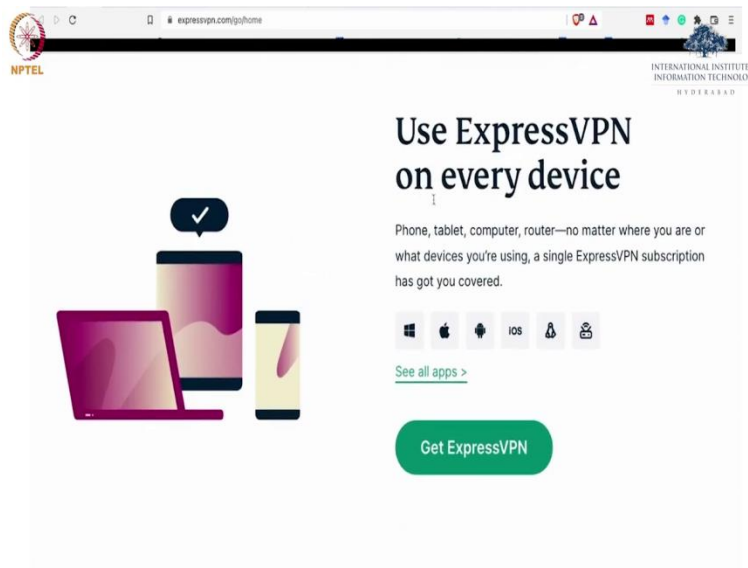 expressvpn.com/go/home
NPTEL
INTERNATIONAL INSTITUTE
INFORMATION TECHNOLO
HYDERABAD
Use ExpressVPN
on every device
Phone, tablet, computer, router—no matter where you are or
what devices you're using, a single ExpressVPN subscription
has got you covered.
iOS
See all apps >
Get ExpressVPN